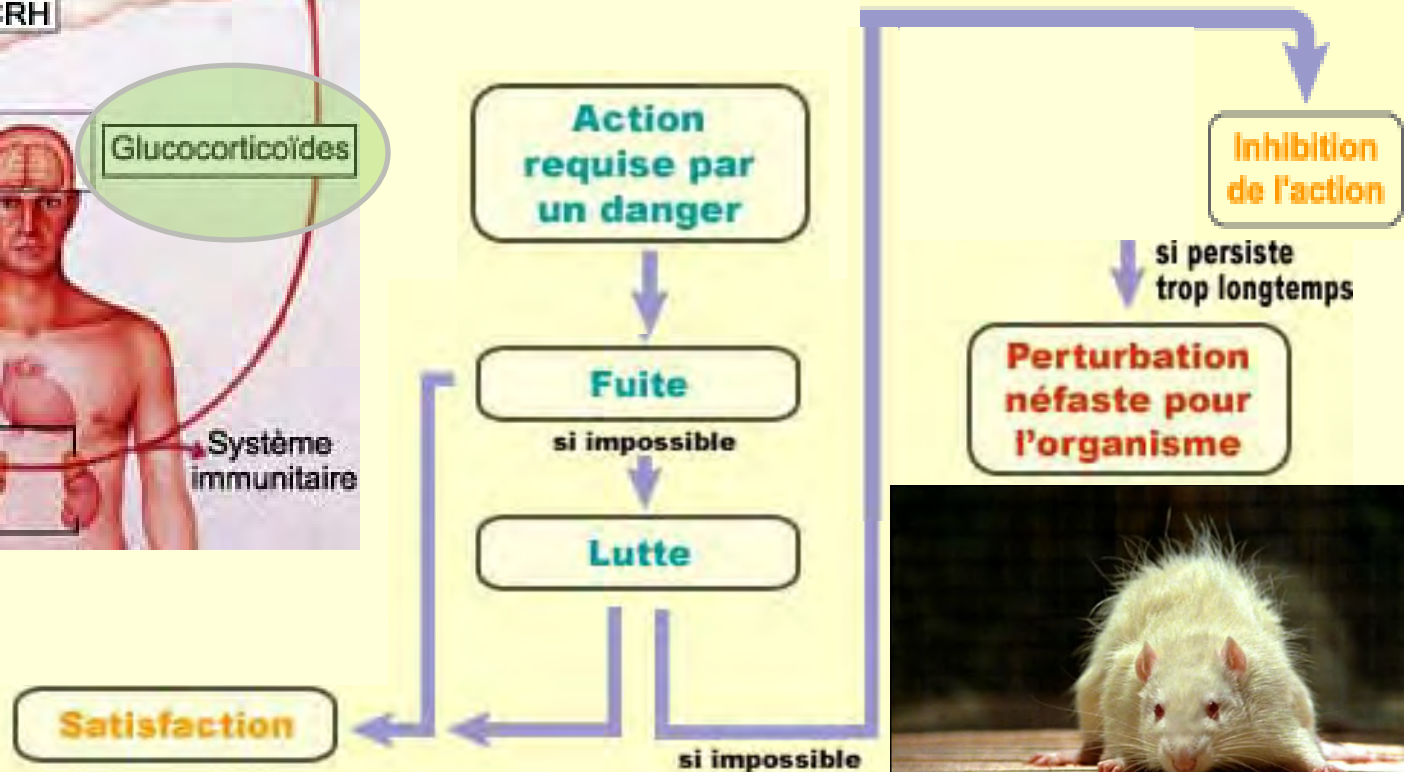 Glucocorticoïdes
Système
immunitaire
Action
requise par
un danger
Fuite
si impossible
Lutte
Satisfaction
si impossible
Inhibition
de l'action
si persiste
trop longtemps
Perturbation
néfaste pour
l'organisme